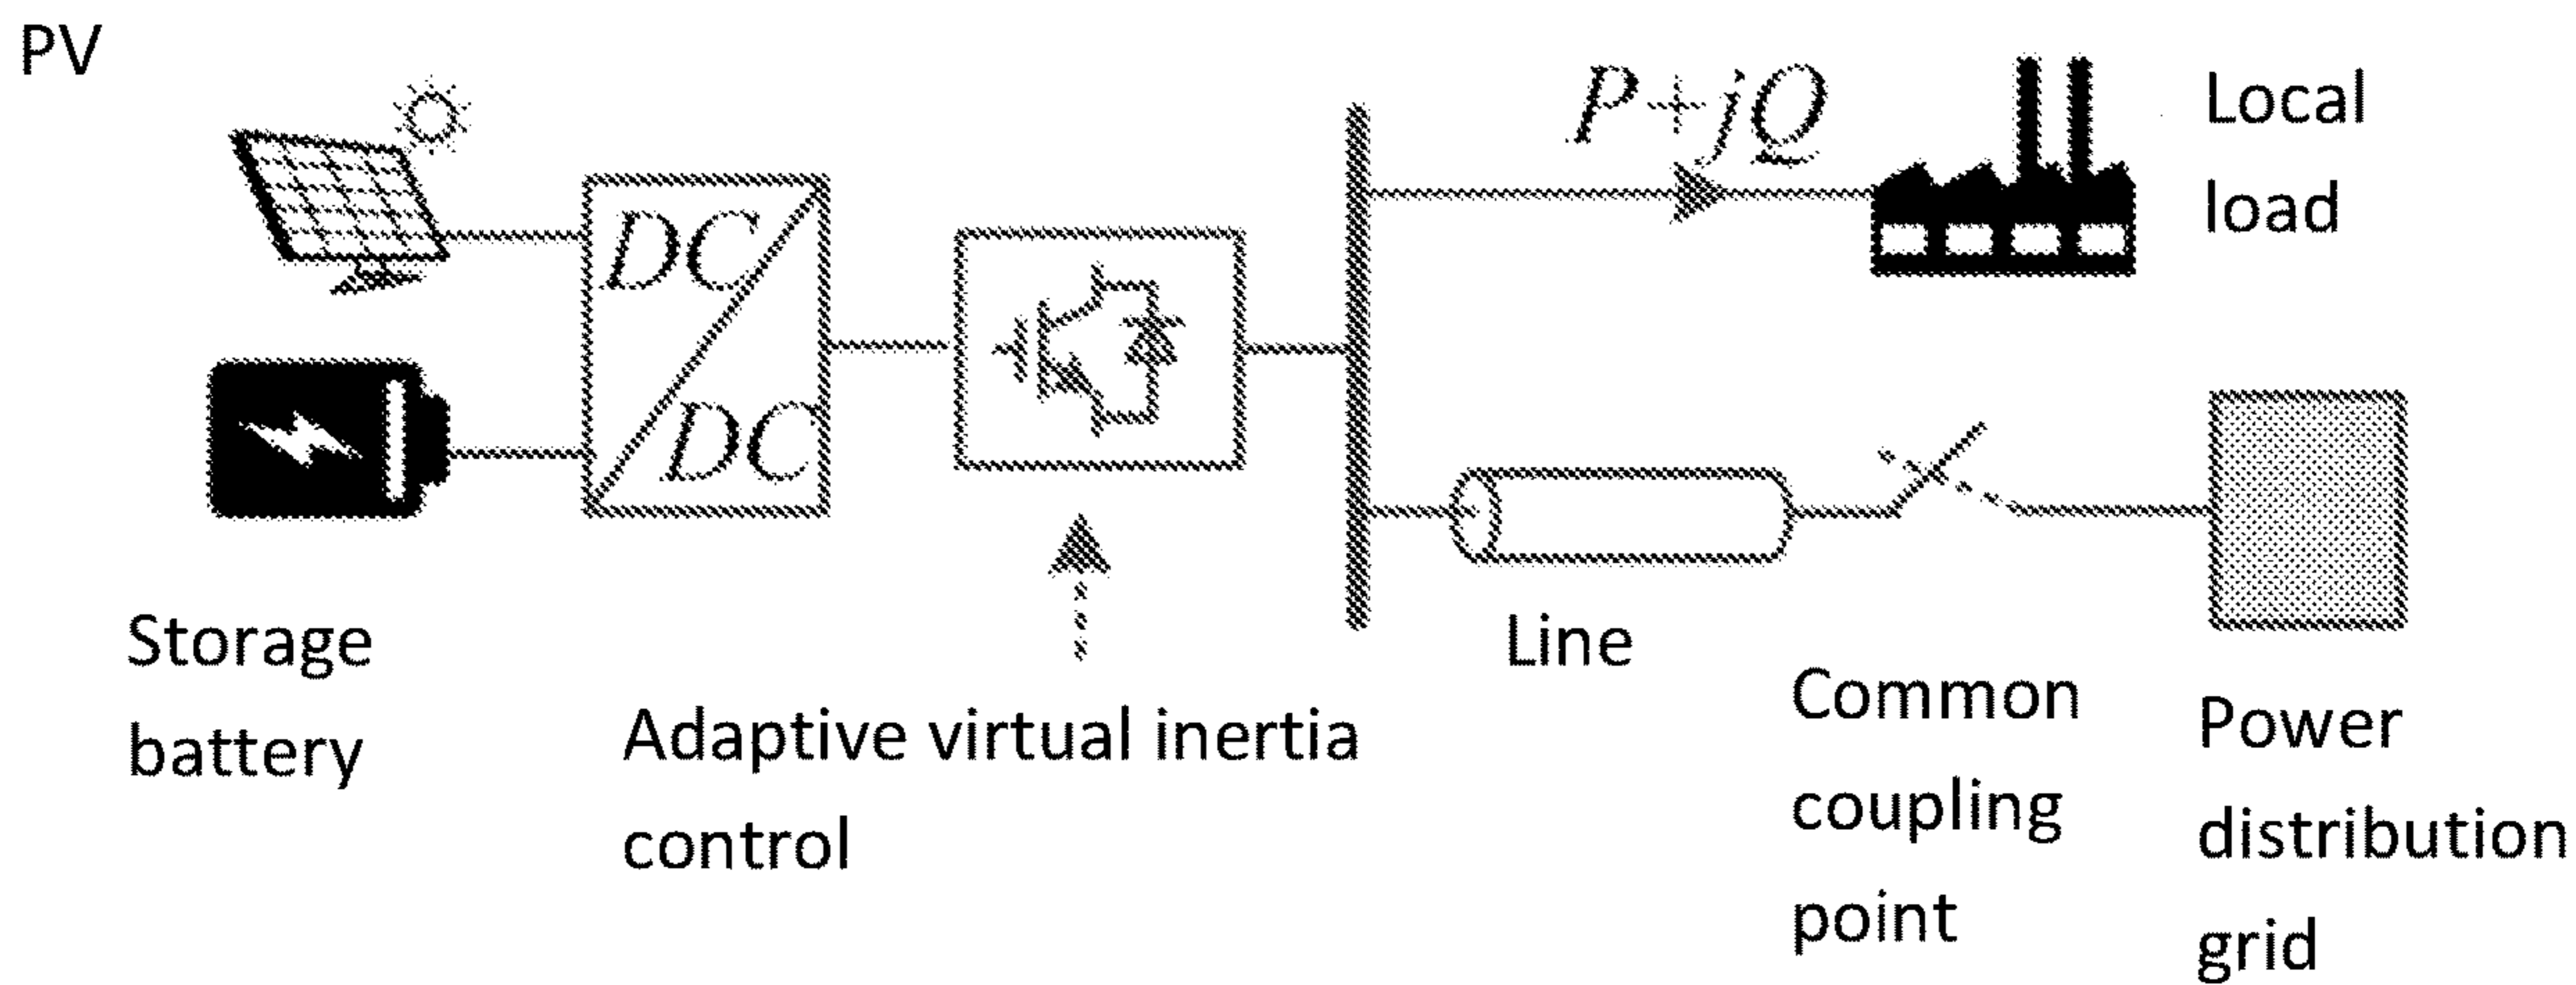 PV
P+jQ
Local
load
DC
DC
Storage
battery
Adaptive virtual inertia
control
Line
Common
coupling
point
Power
distribution
grid